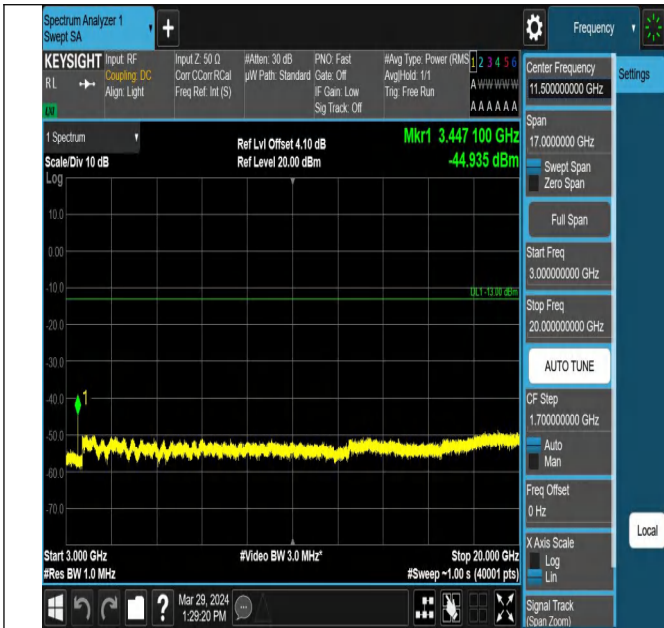 Spectrum Analyzer 1
Swept SA
Frequency
KEYSIGHT
RL
LXI
Input: RF
Coupling: DC
Align: Light
Input Z: 50 Ω
Corr CCorr RCal
Freq Ref: Int (S)
#Atten: 30 dB
µW Path: Standard
PNO: Fast
Gate: Off
IF Gain: Low
Sig Track: Off
#Avg Type: Power (RMS
Avg|Hold: 1/1
Trig: Free Run
1 2 3 4 5 6
A W W W W W
A A A A A A
Center Frequency
11.500000000 GHz
Settings
1 Spectrum
Scale/Div 10 dB
Ref Lvl Offset 4.10 dB
Ref Level 20.00 dBm
Mkr1 3.447 100 GHz
-44.935 dBm
Log
10.0
0.00
-10.0
-20.0
-30.0
-40.0
-50.0
-60.0
-70.0
DL1 -13.00 dBm
1
Start 3.000 GHz
#Res BW 1.0 MHz
#Video BW 3.0 MHz*
Stop 20.000 GHz
#Sweep ~1.00 s (40001 pts)
Span
17.0000000 GHz
Swept Span
Zero Span
Full Span
Start Freq
3.000000000 GHz
Stop Freq
20.000000000 GHz
AUTO TUNE
CF Step
1.700000000 GHz
Auto
Man
Freq Offset
0 Hz
X Axis Scale
Log
Lin
Signal Track
(Span Zoom)
Local
Mar 29, 2024
1:29:20 PM